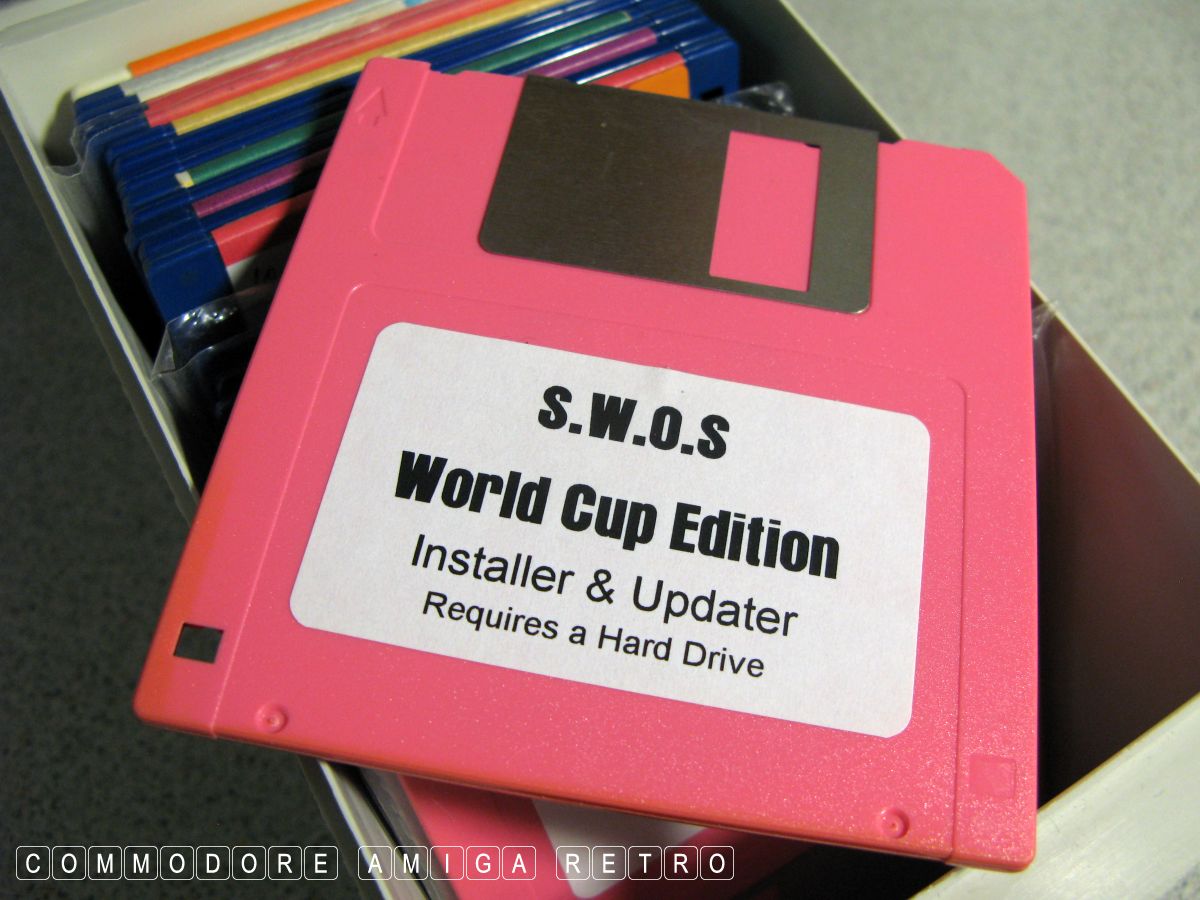 S.W.O.S
World Cup Edition
Installer & Updater
Requires a Hard Drive
COMMODORE AMIGA RETRO